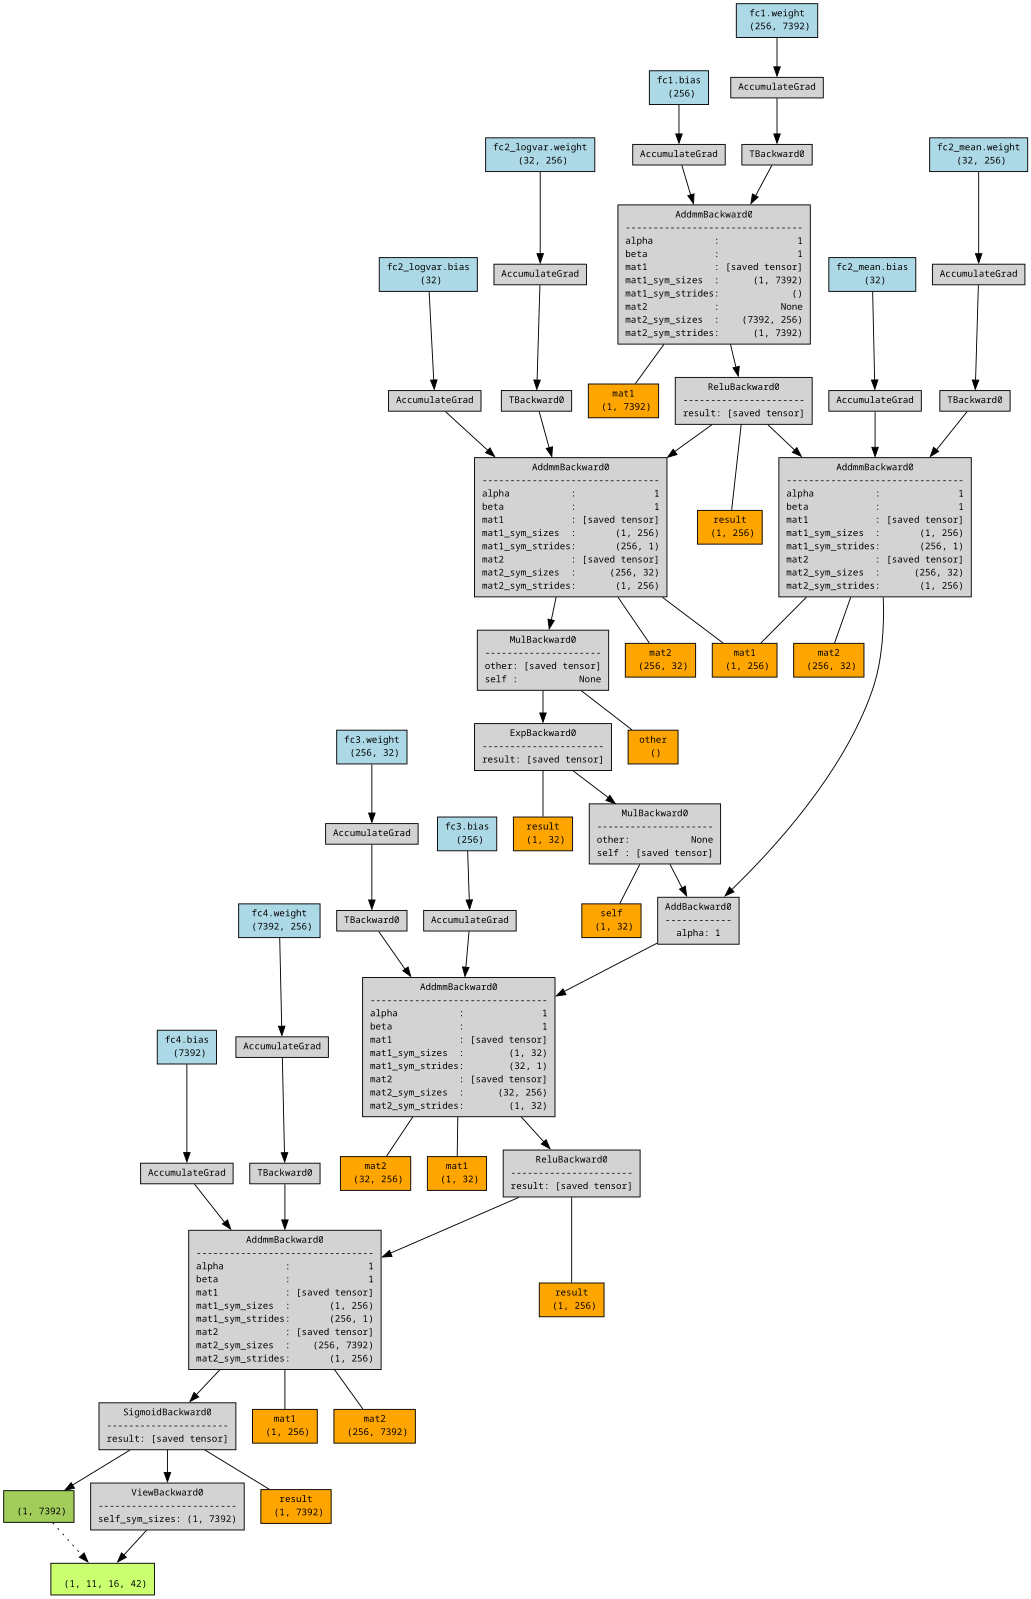 fc1.weight
(256, 7392)
fc1.bias
(256)
AccumulateGrad
fc2_logvar.weight
(32, 256)
AccumulateGrad
TBackward0
fc2_mean.weight
(32, 256)
AddmmBackward0
--------------------------------
alpha           :              1
beta            :              1
mat1            : [saved tensor]
mat1_sym_sizes  :      (1, 7392)
mat1_sym_strides:             ()
mat2            :           None
mat2_sym_sizes  :    (7392, 256)
mat2_sym_strides:      (1, 7392)
fc2_logvar.bias
(32)
AccumulateGrad
fc2_mean.bias
(32)
AccumulateGrad
mat1
(1, 7392)
ReluBackward0
----------------------
result: [saved tensor]
AccumulateGrad
TBackward0
AccumulateGrad
TBackward0
AddmmBackward0
--------------------------------
alpha           :              1
beta            :              1
mat1            : [saved tensor]
mat1_sym_sizes  :       (1, 256)
mat1_sym_strides:       (256, 1)
mat2            : [saved tensor]
mat2_sym_sizes  :      (256, 32)
mat2_sym_strides:       (1, 256)
result
(1, 256)
AddmmBackward0
--------------------------------
alpha           :              1
beta            :              1
mat1            : [saved tensor]
mat1_sym_sizes  :       (1, 256)
mat1_sym_strides:       (256, 1)
mat2            : [saved tensor]
mat2_sym_sizes  :      (256, 32)
mat2_sym_strides:       (1, 256)
MulBackward0
---------------------
other: [saved tensor]
self :           None
mat2
(256, 32)
mat1
(1, 256)
mat2
(256, 32)
fc3.weight
(256, 32)
ExpBackward0
----------------------
result: [saved tensor]
other
()
AccumulateGrad
fc3.bias
(256)
result
(1, 32)
MulBackward0
---------------------
other:           None
self : [saved tensor]
fc4.weight
(7392, 256)
TBackward0
AccumulateGrad
self
(1, 32)
AddBackward0
------------
alpha: 1
AddmmBackward0
--------------------------------
alpha           :              1
beta            :              1
mat1            : [saved tensor]
mat1_sym_sizes  :        (1, 32)
mat1_sym_strides:        (32, 1)
mat2            : [saved tensor]
mat2_sym_sizes  :      (32, 256)
mat2_sym_strides:        (1, 32)
fc4.bias
(7392)
AccumulateGrad
AccumulateGrad
TBackward0
mat2
(32, 256)
mat1
(1, 32)
ReluBackward0
----------------------
result: [saved tensor]
AddmmBackward0
--------------------------------
alpha           :              1
beta            :              1
mat1            : [saved tensor]
mat1_sym_sizes  :       (1, 256)
mat1_sym_strides:       (256, 1)
mat2            : [saved tensor]
mat2_sym_sizes  :    (256, 7392)
mat2_sym_strides:       (1, 256)
result
(1, 256)
SigmoidBackward0
----------------------
result: [saved tensor]
mat1
(1, 256)
mat2
(256, 7392)
(1, 7392)
ViewBackward0
-------------------------
self_sym_sizes: (1, 7392)
result
(1, 7392)
(1, 11, 16, 42)